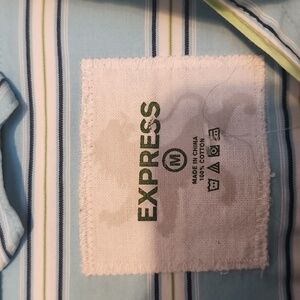 EXPRESS
M
MADE IN CHINA
100% COTTON